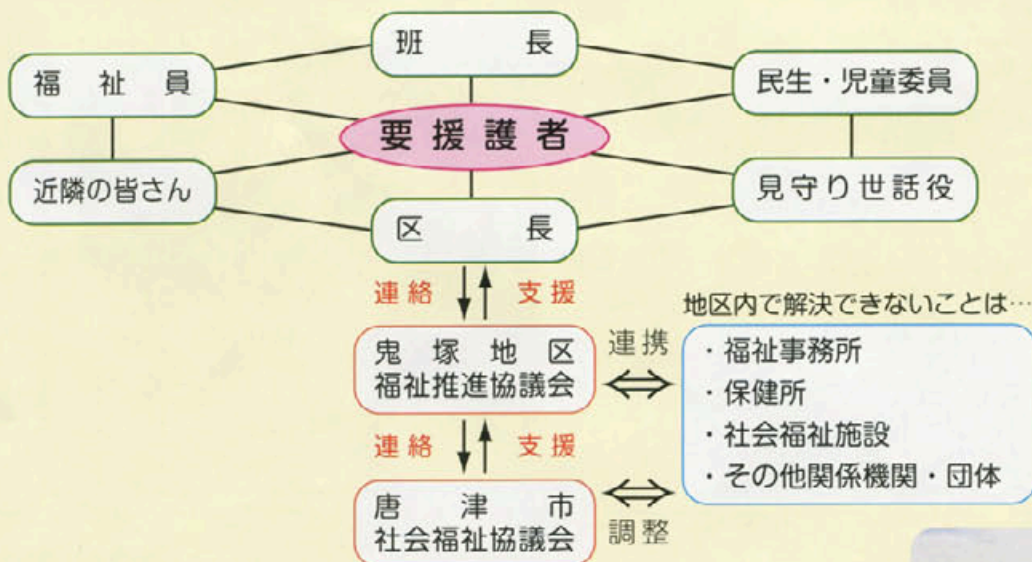 班長
福祉員
民生・児童委員
要援護者
近隣の皆さん
見守り世話役
区長
連絡
支援
地区内で解決できないことは…
鬼塚地区
福祉推進協議会
連携
・福祉事務所
・保健所
・社会福祉施設
・その他関係機関・団体
連絡
支援
唐津市
社会福祉協議会
調整